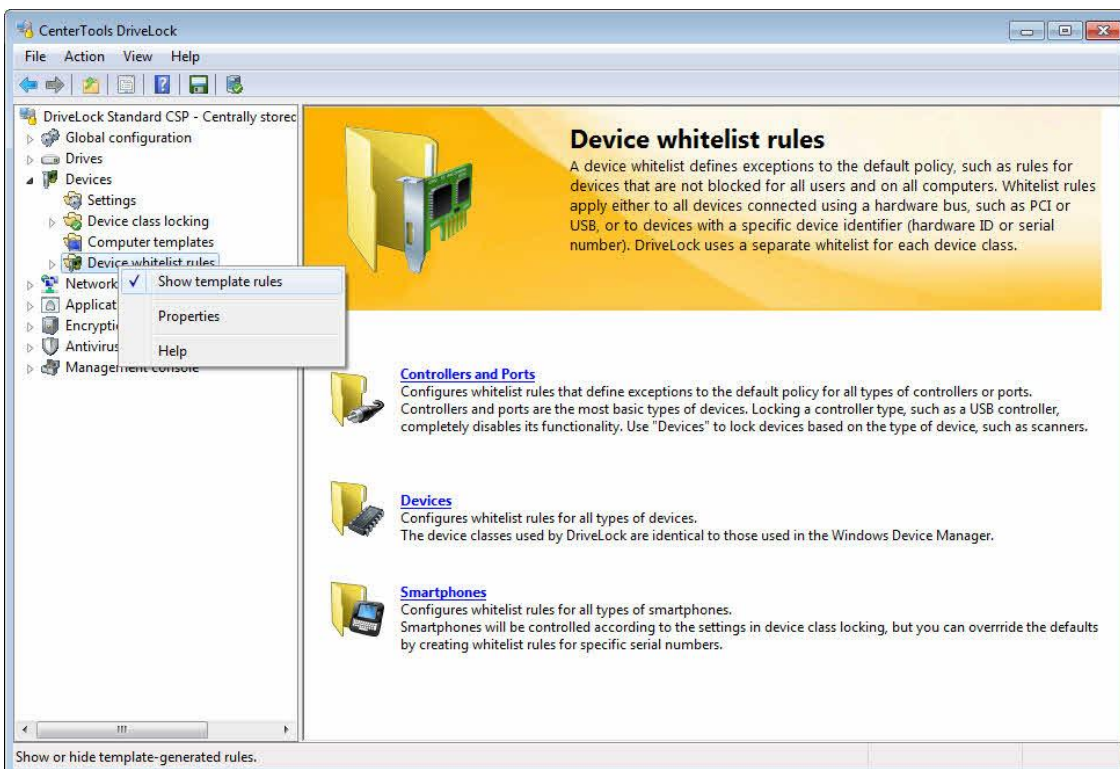 CenterTools DriveLock
File Action View Help
DriveLock Standard CSP - Centrally storec
Global configuration
Drives
Devices
Settings
Device class locking
Computer templates
Device whitelist rules
Network
Applicat
Encryptic
Antivirus
Management console
Show template rules
Properties
Help
Device whitelist rules
A device whitelist defines exceptions to the default policy, such as rules for
devices that are not blocked for all users and on all computers. Whitelist rules
apply either to all devices connected using a hardware bus, such as PCI or
USB, or to devices with a specific device identifier (hardware ID or serial
number). DriveLock uses a separate whitelist for each device class.
Controllers and Ports
Configures whitelist rules that define exceptions to the default policy for all types of controllers or ports.
Controllers and ports are the most basic types of devices. Locking a controller type, such as a USB controller,
completely disables its functionality. Use "Devices" to lock devices based on the type of device, such as scanners.
Devices
Configures whitelist rules for all types of devices.
The device classes used by DriveLock are identical to those used in the Windows Device Manager.
Smartphones
Configures whitelist rules for all types of smartphones.
Smartphones will be controlled according to the settings in device class locking, but you can overrride the defaults
by creating whitelist rules for specific serial numbers.
Show or hide template-generated rules.